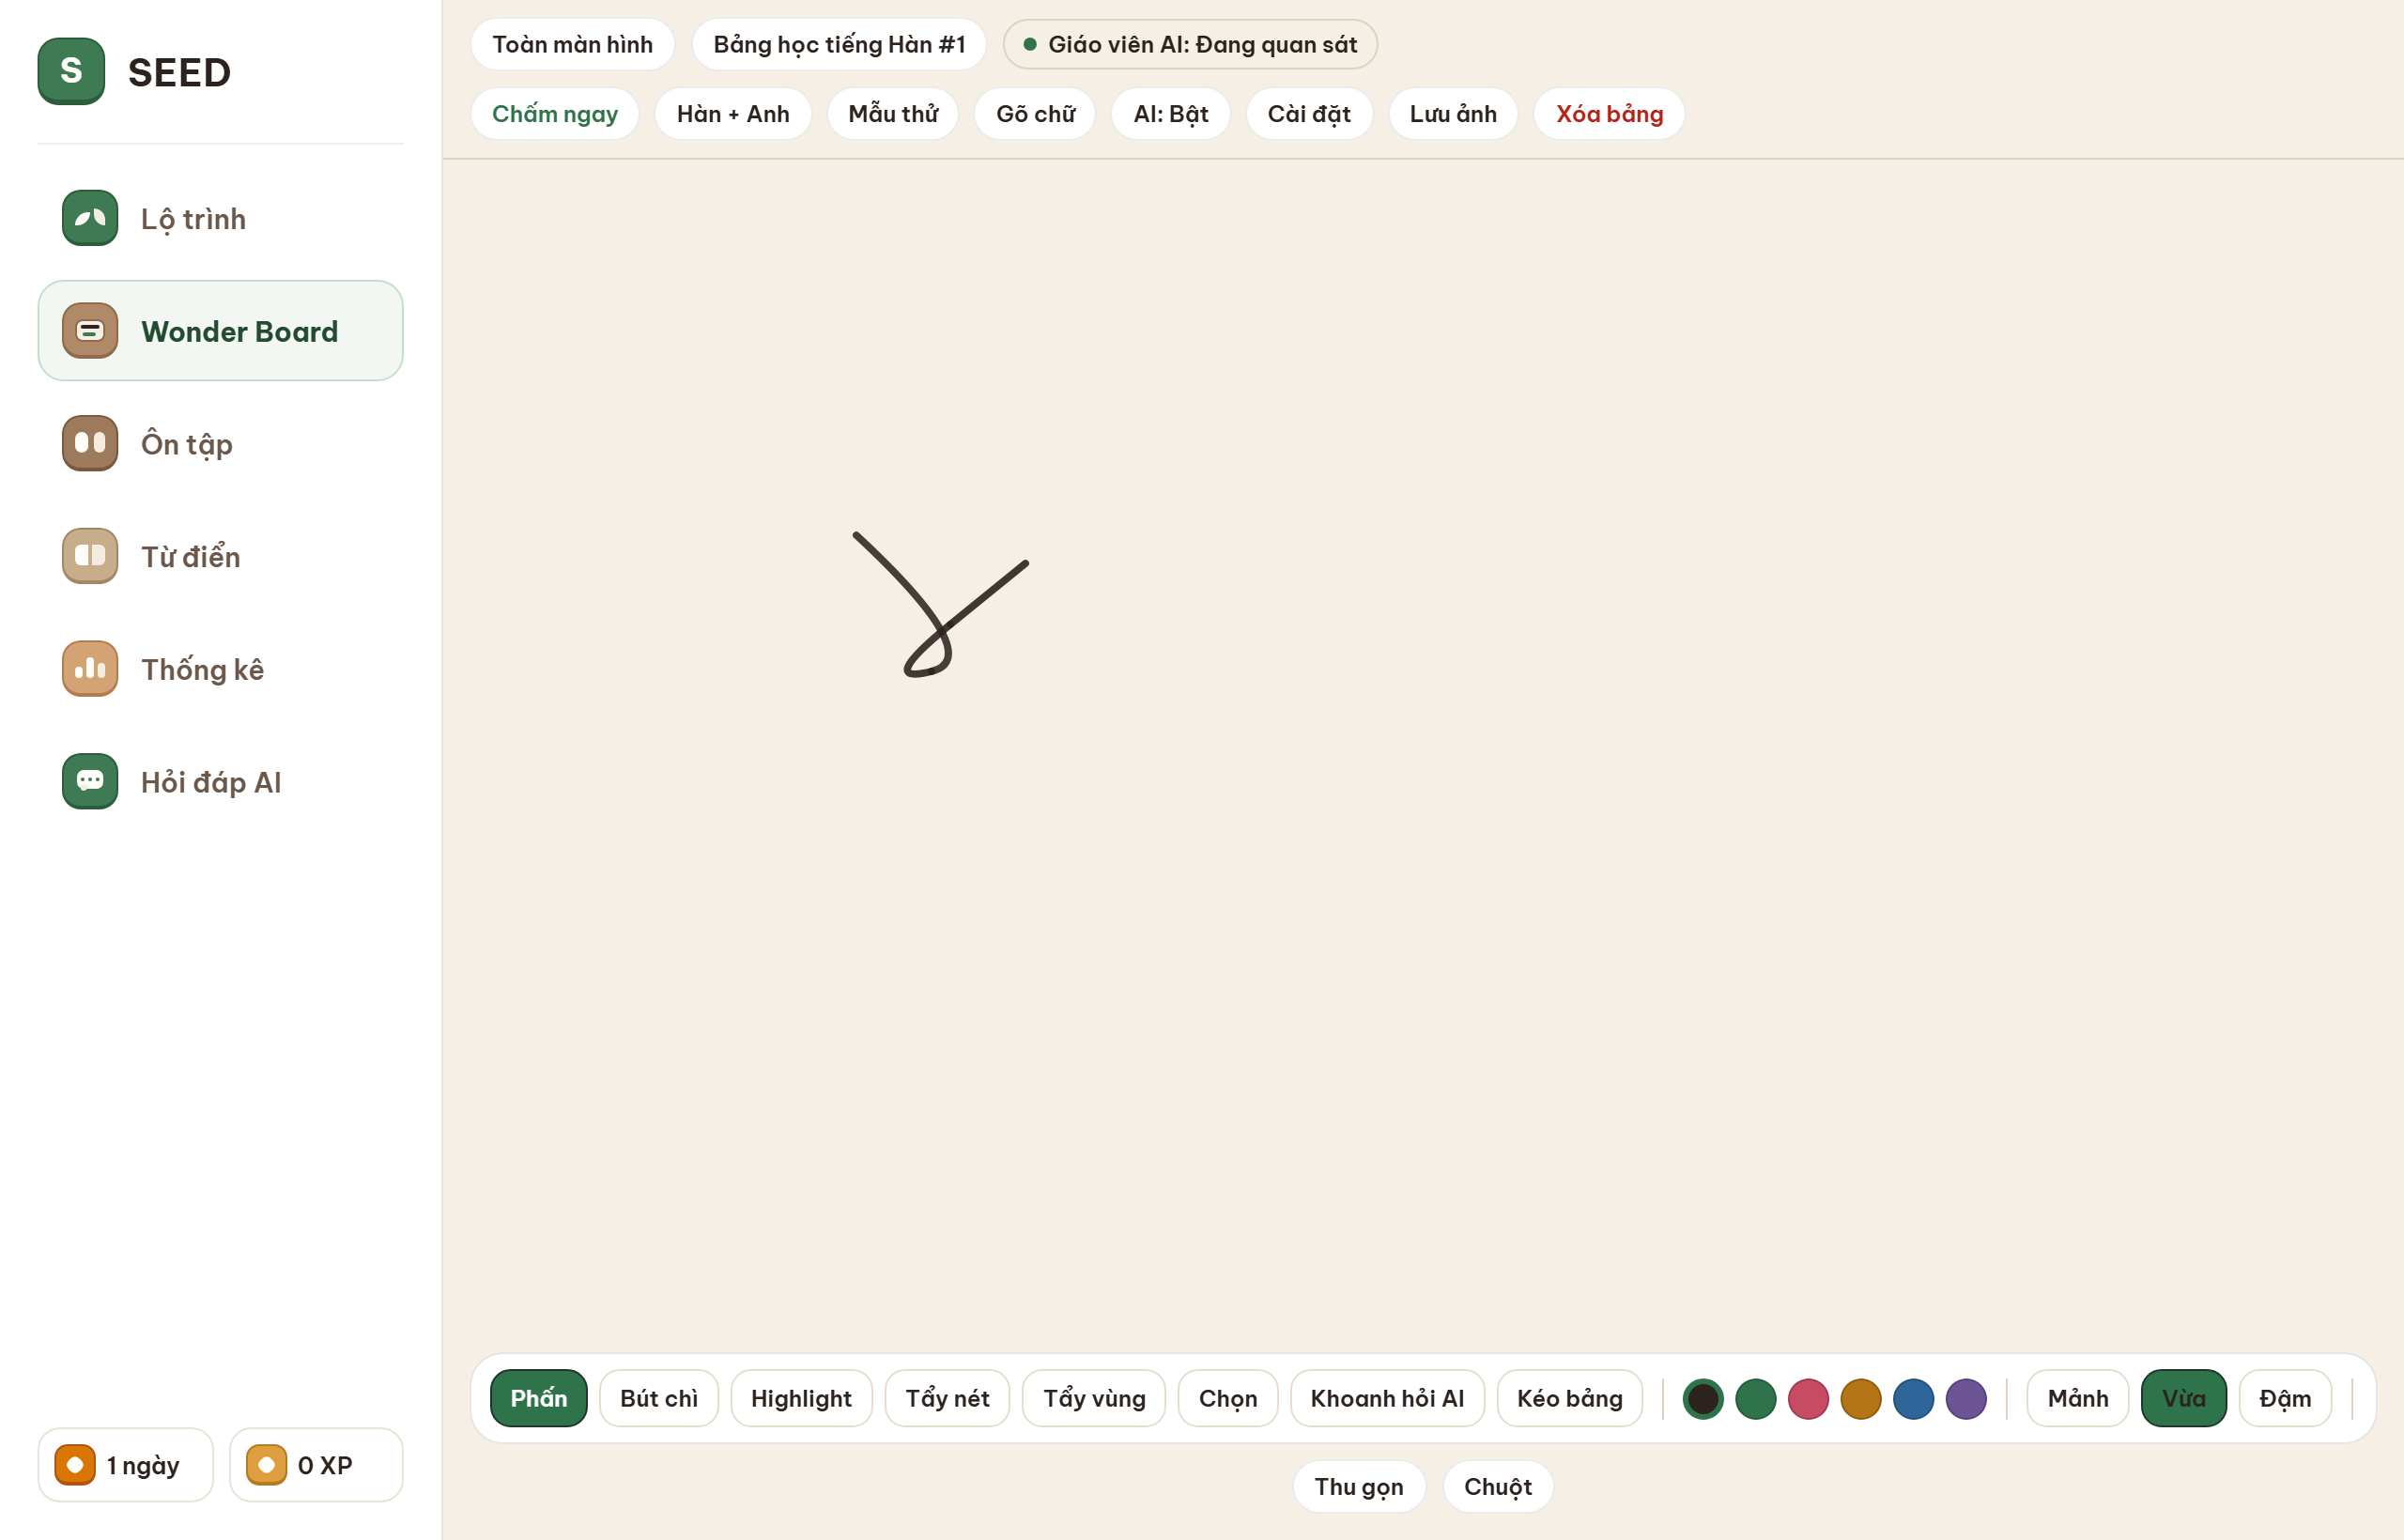 S SEED
Toàn màn hình Bảng học tiếng Hàn #1 Giáo viên AI: Đang quan sát
Chấm ngay Hàn + Anh Mẫu thử Gõ chữ AI: Bật Cài đặt Lưu ảnh Xóa bảng
Lộ trình
Wonder Board
Ôn tập
Từ điển
Thống kê
Hỏi đáp AI
1 ngày 0 XP
Phấn Bút chì Highlight Tẩy nét Tẩy vùng Chọn Khoanh hỏi AI Kéo bảng Mảnh Vừa Đậm
Thu gọn Chuột